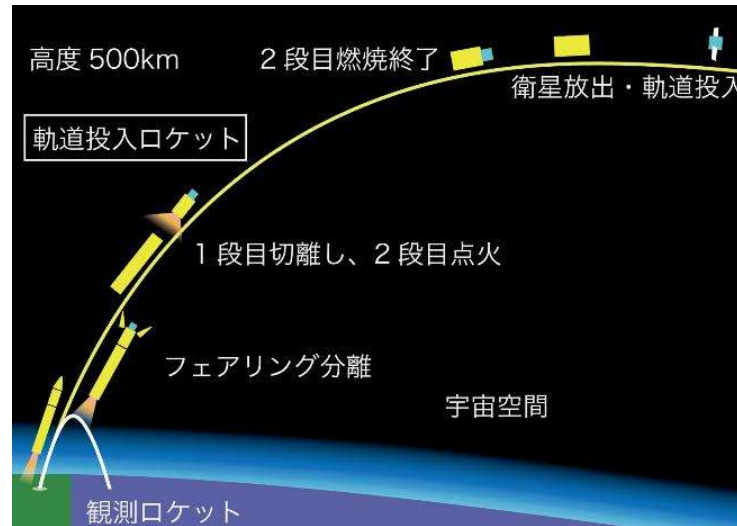 高度 500km
2段目燃焼終了
衛星放出・軌道投入
軌道投入ロケット
1段目切離し、2段目点火
フェアリング分離
宇宙空間
観測ロケット